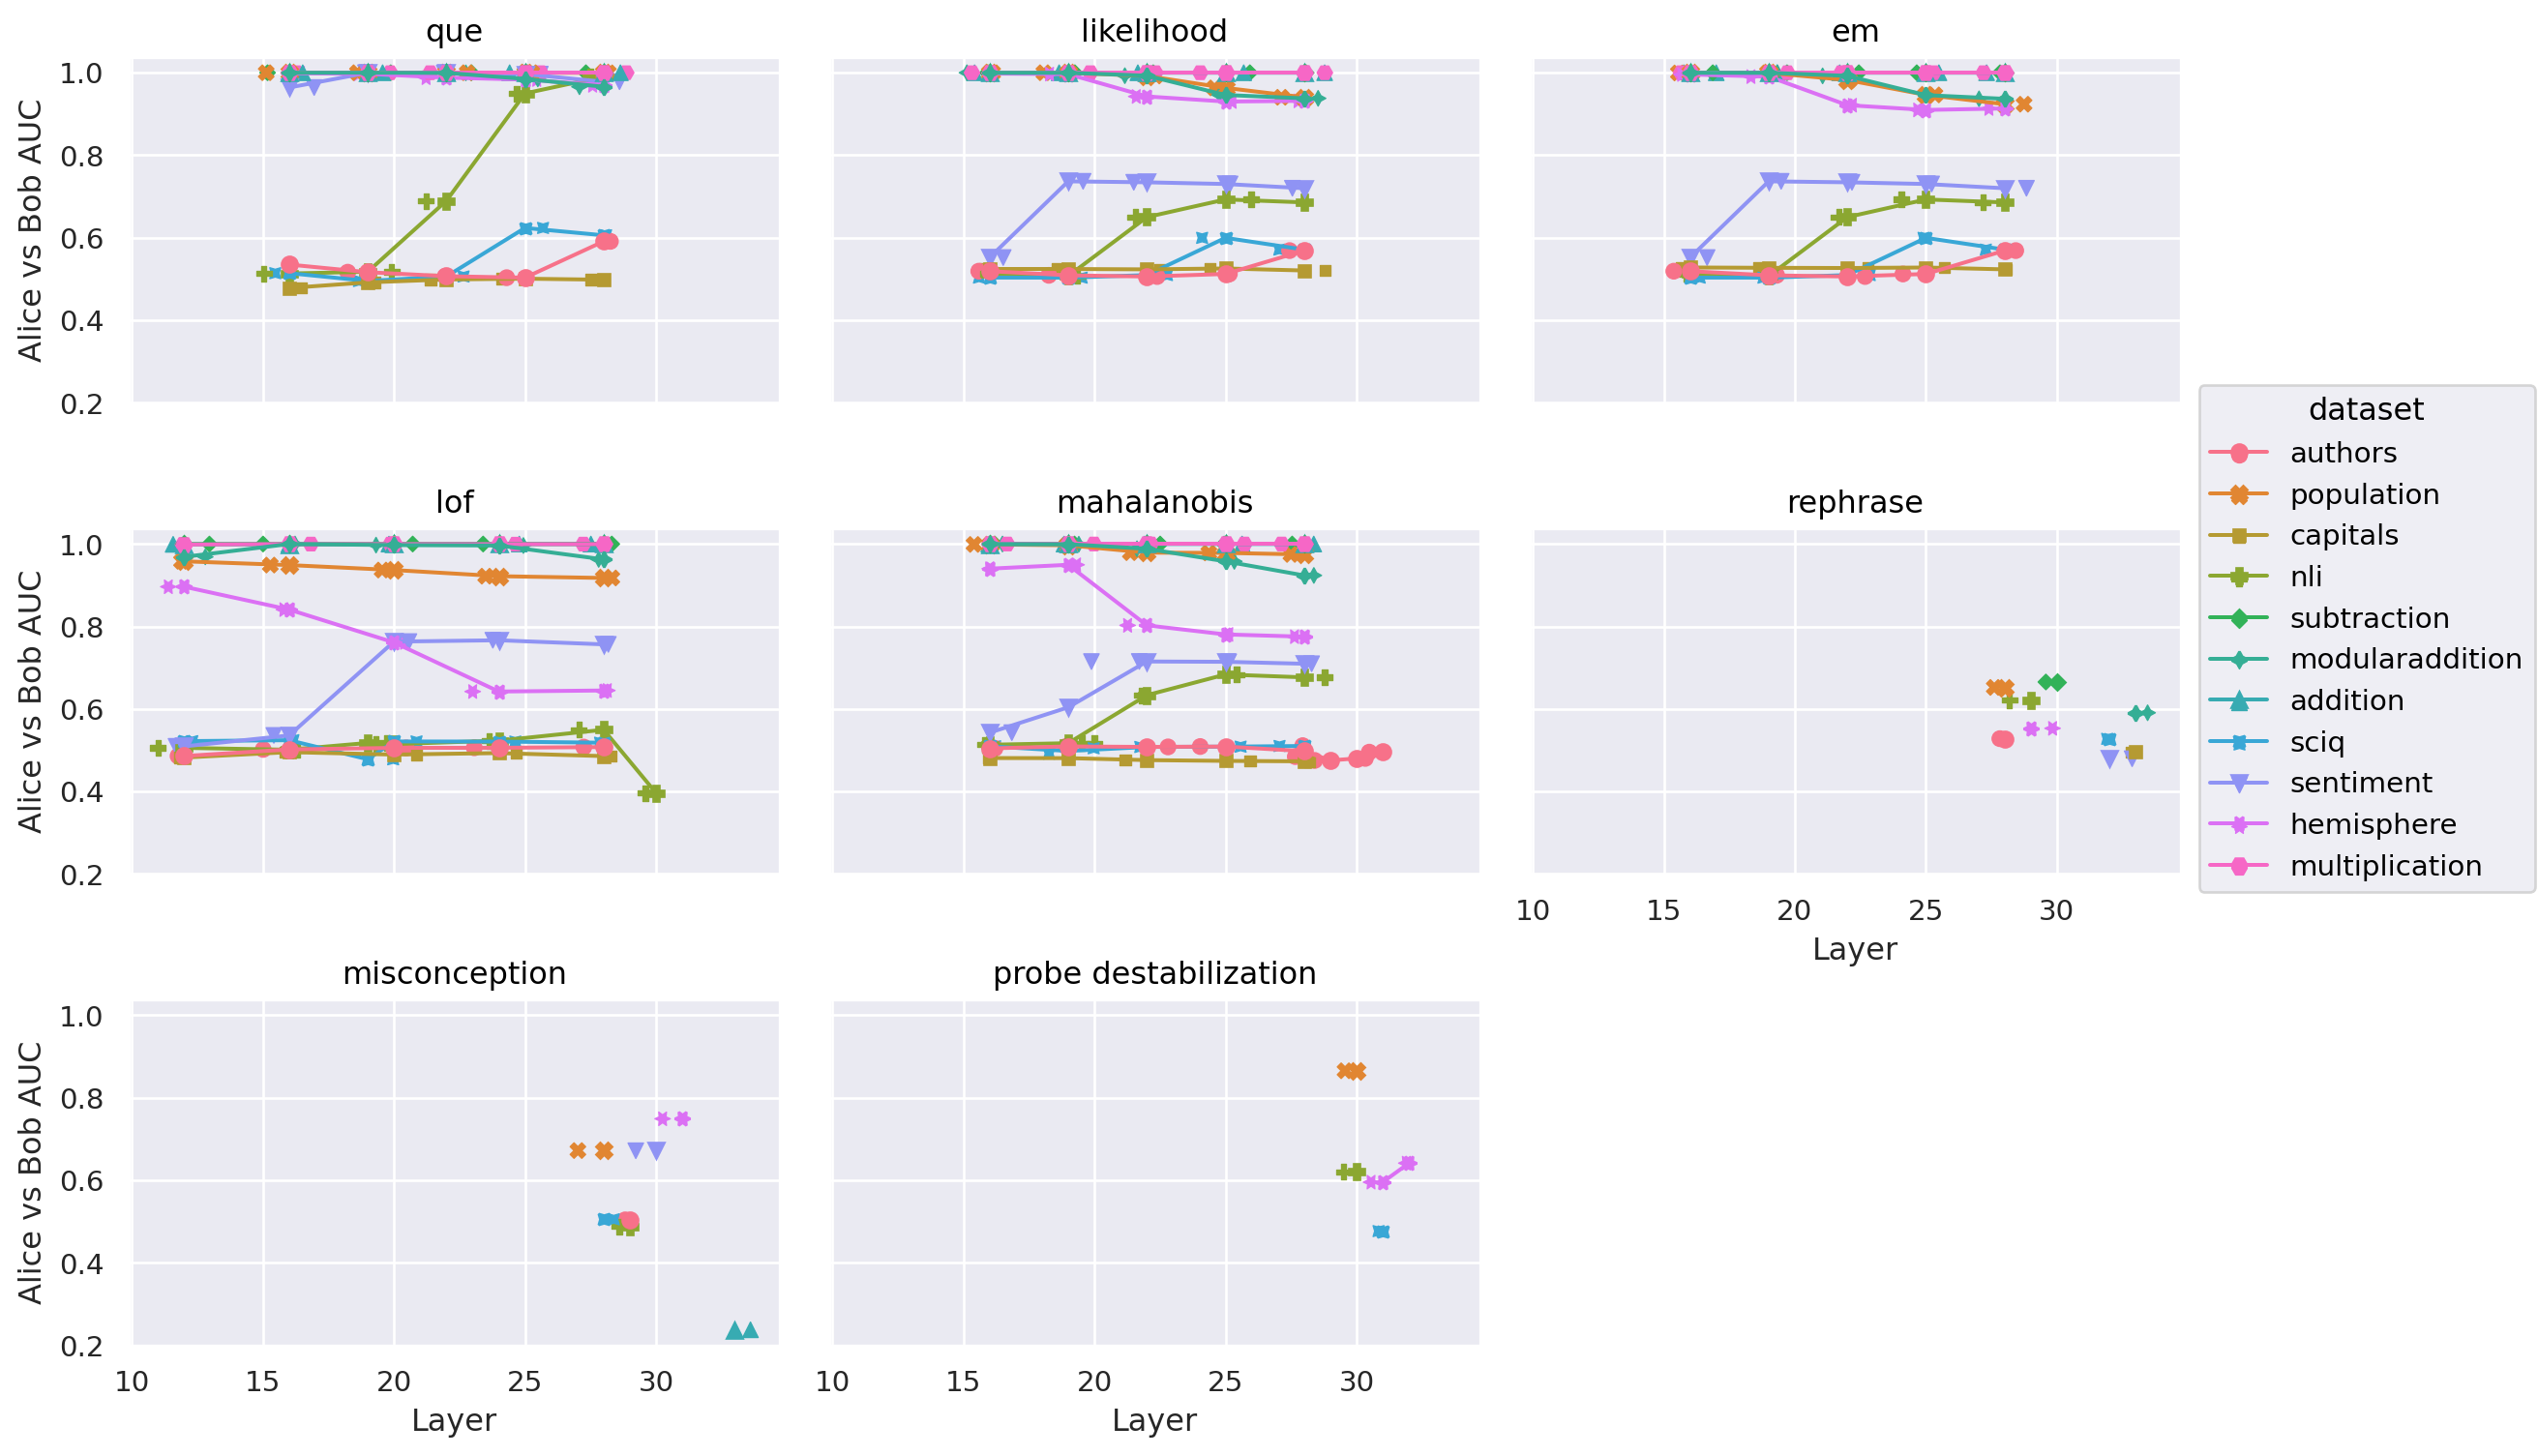 que
likelihood
em
Alice vs Bob AUC
1.0
0.8
0.6
0.4
0.2
lof
mahalanobis
rephrase
Alice vs Bob AUC
1.0
0.8
0.6
0.4
0.2
10 15 20 25 30
Layer
dataset
authors
population
capitals
nli
subtraction
modularaddition
addition
sciq
sentiment
hemisphere
multiplication
misconception
probe destabilization
Alice vs Bob AUC
1.0
0.8
0.6
0.4
0.2
10 15 20 25 30
Layer
10 15 20 25 30
Layer